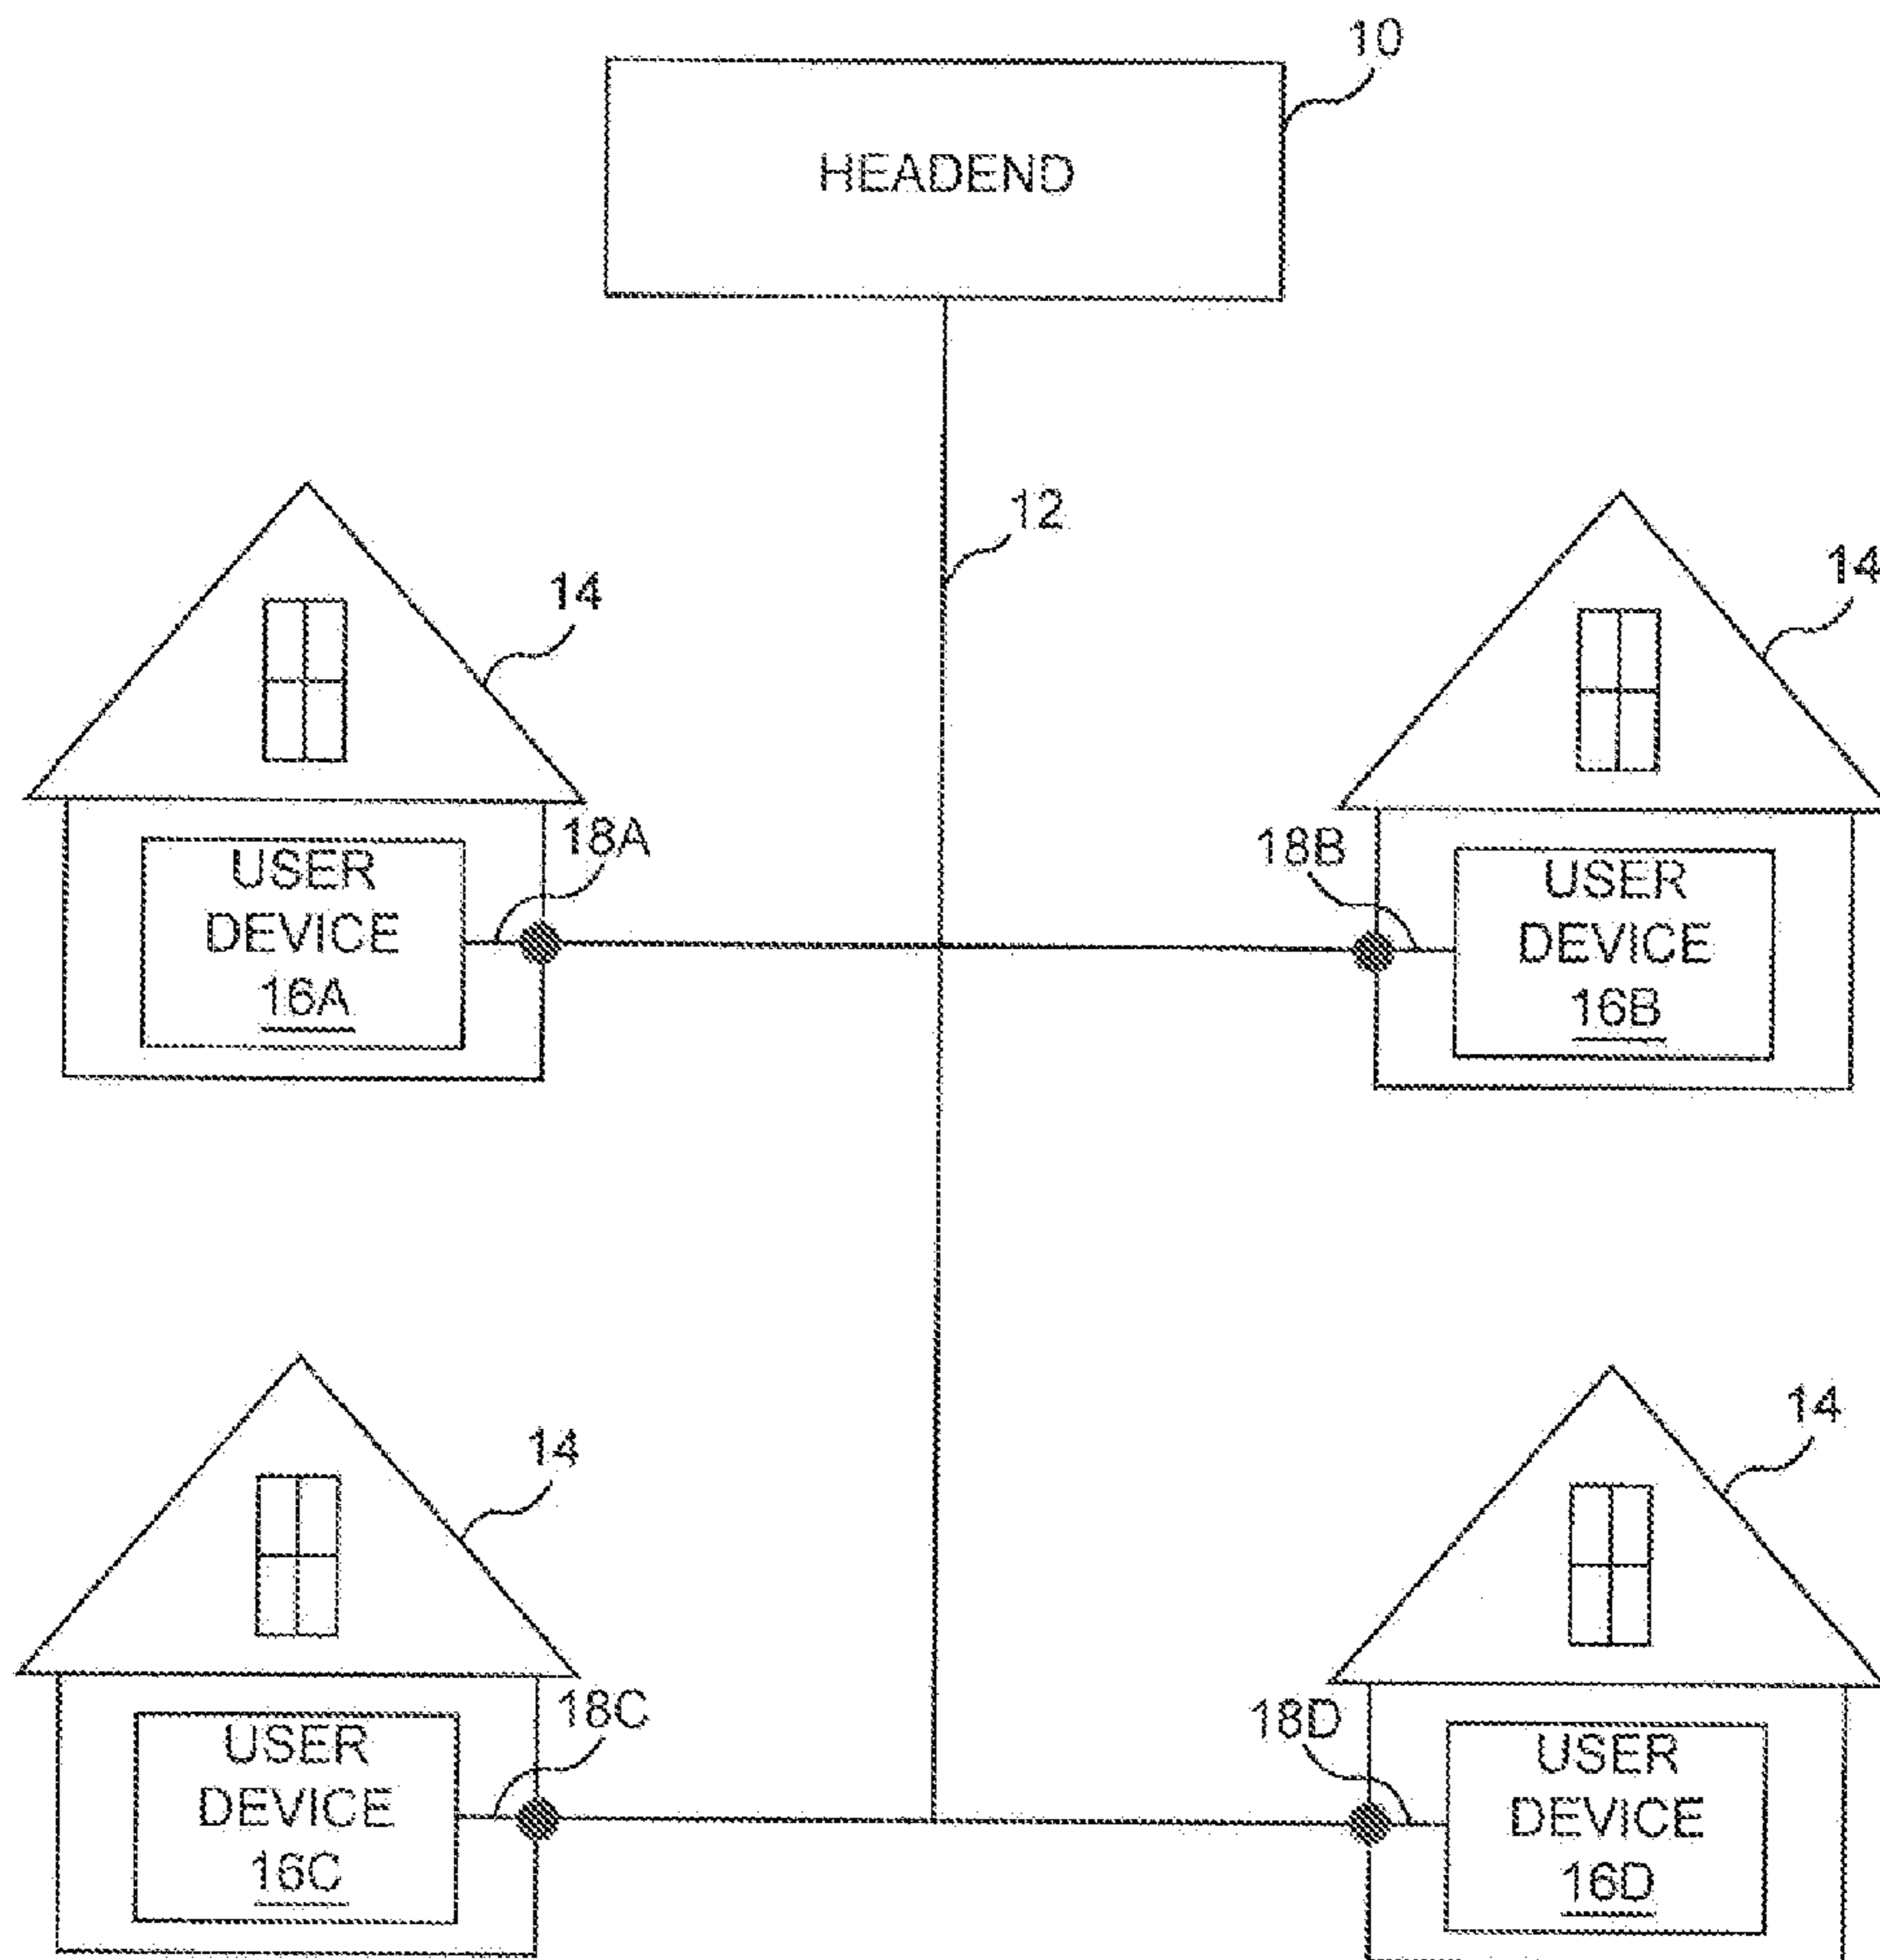 10
HEADEND
12
14
14
18A
18B
USER
DEVICE
16A
USER
DEVICE
16B
14
14
18C
18D
USER
DEVICE
16C
USER
DEVICE
16D